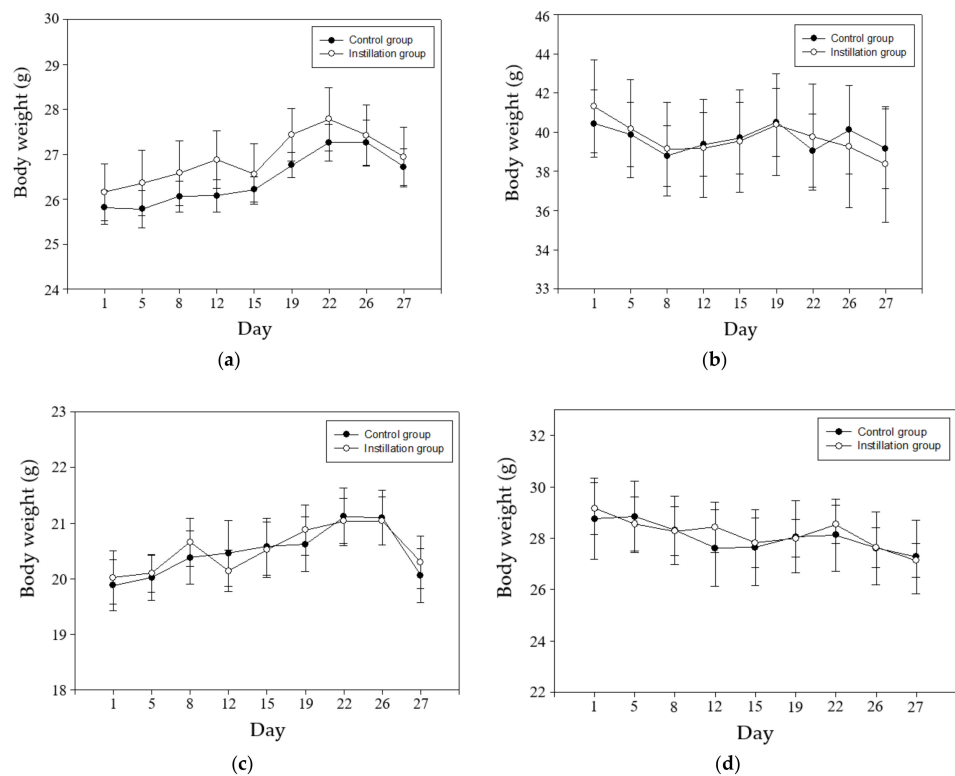 30
29
28
27
26
25
24
Body weight (g)
Control group
Instillation group
1 5 8 12 15 19 22 26 27
Day
(a)
46
44
42
40
38
36
33
Body weight (g)
Control group
Instillation group
1 5 8 12 15 19 22 26 27
Day
(b)
23
22
21
20
19
18
Body weight (g)
Control group
Instillation group
1 5 8 12 15 19 22 26 27
Day
(c)
32
30
28
26
24
22
Body weight (g)
Control group
Instillation group
1 5 8 12 15 19 22 26 27
Day
(d)